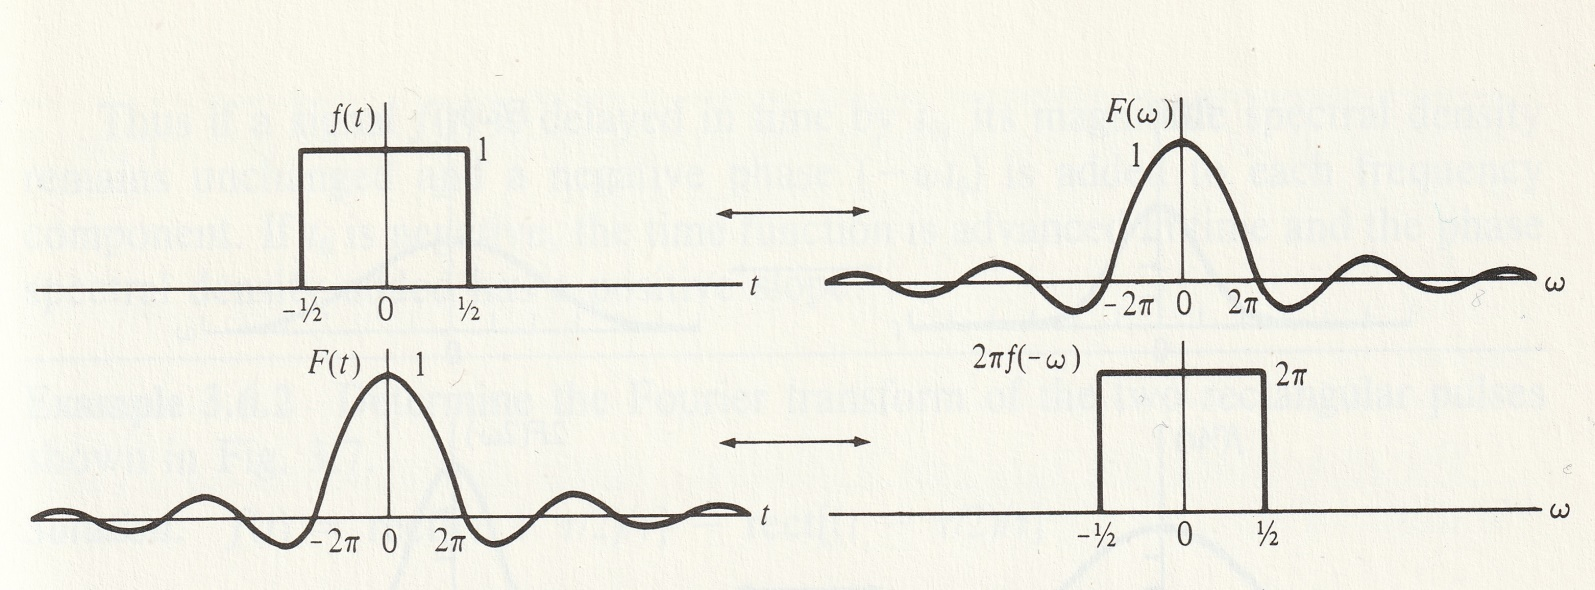 f(t) 1
-½ 0 ½ t
F(ω) 1
-2π 0 2π ω
F(t) 1
-2π 0 2π t
2πf(-ω) 2π
-½ 0 ½ ω